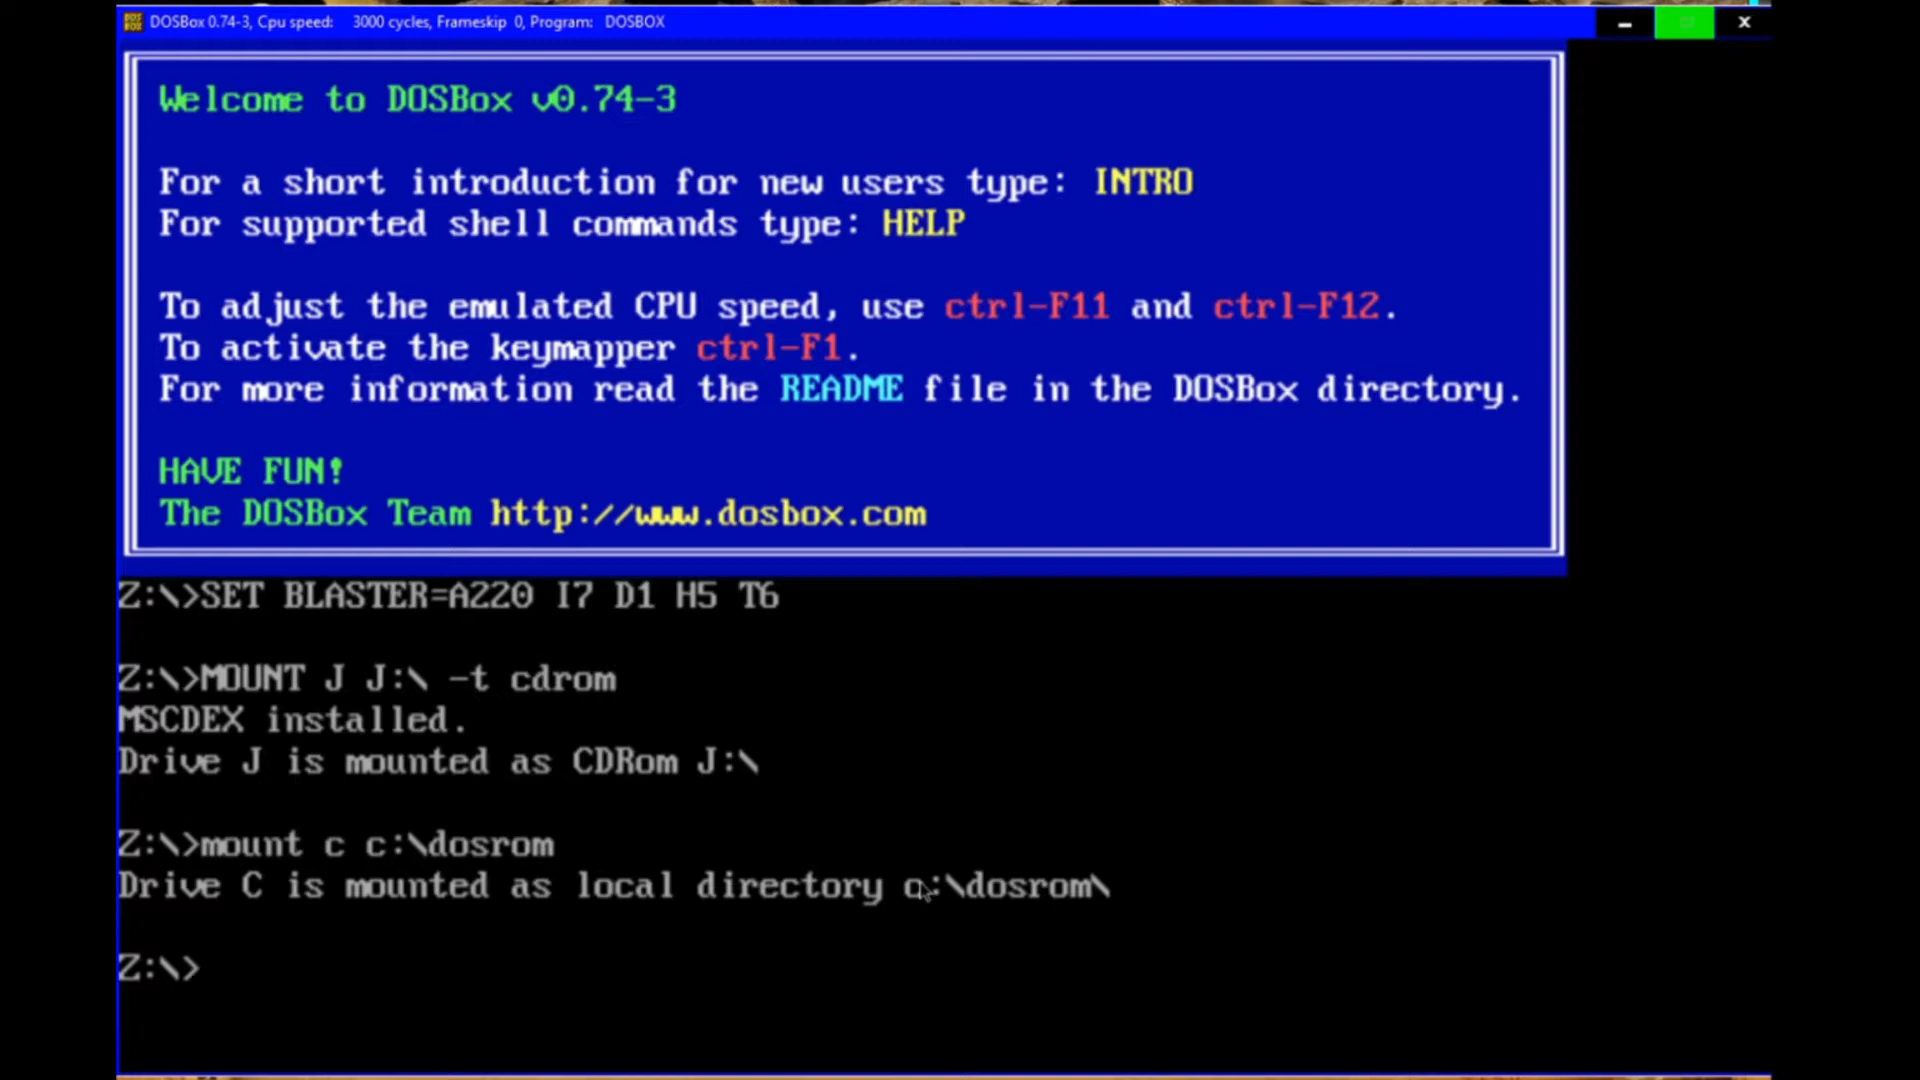 DOSBox 0.74-3, Cpu speed: 3000 cycles, Frameskip 0, Program: DOSBOX
Welcome to DOSBox v0.74-3
For a short introduction for new users type: INTRO
For supported shell commands type: HELP
To adjust the emulated CPU speed, use ctrl-F11 and ctrl-F12.
To activate the keymapper ctrl-F1.
For more information read the README file in the DOSBox directory.
HAVE FUN!
The DOSBox Team http://www.dosbox.com
Z:\>SET BLASTER=A220 I7 D1 H5 T6
Z:\>MOUNT J J:\ -t cdrom
MSCDEX installed.
Drive J is mounted as CDRom J:\
Z:\>mount c c:\dosrom
Drive C is mounted as local directory c:\dosrom\
Z:\>